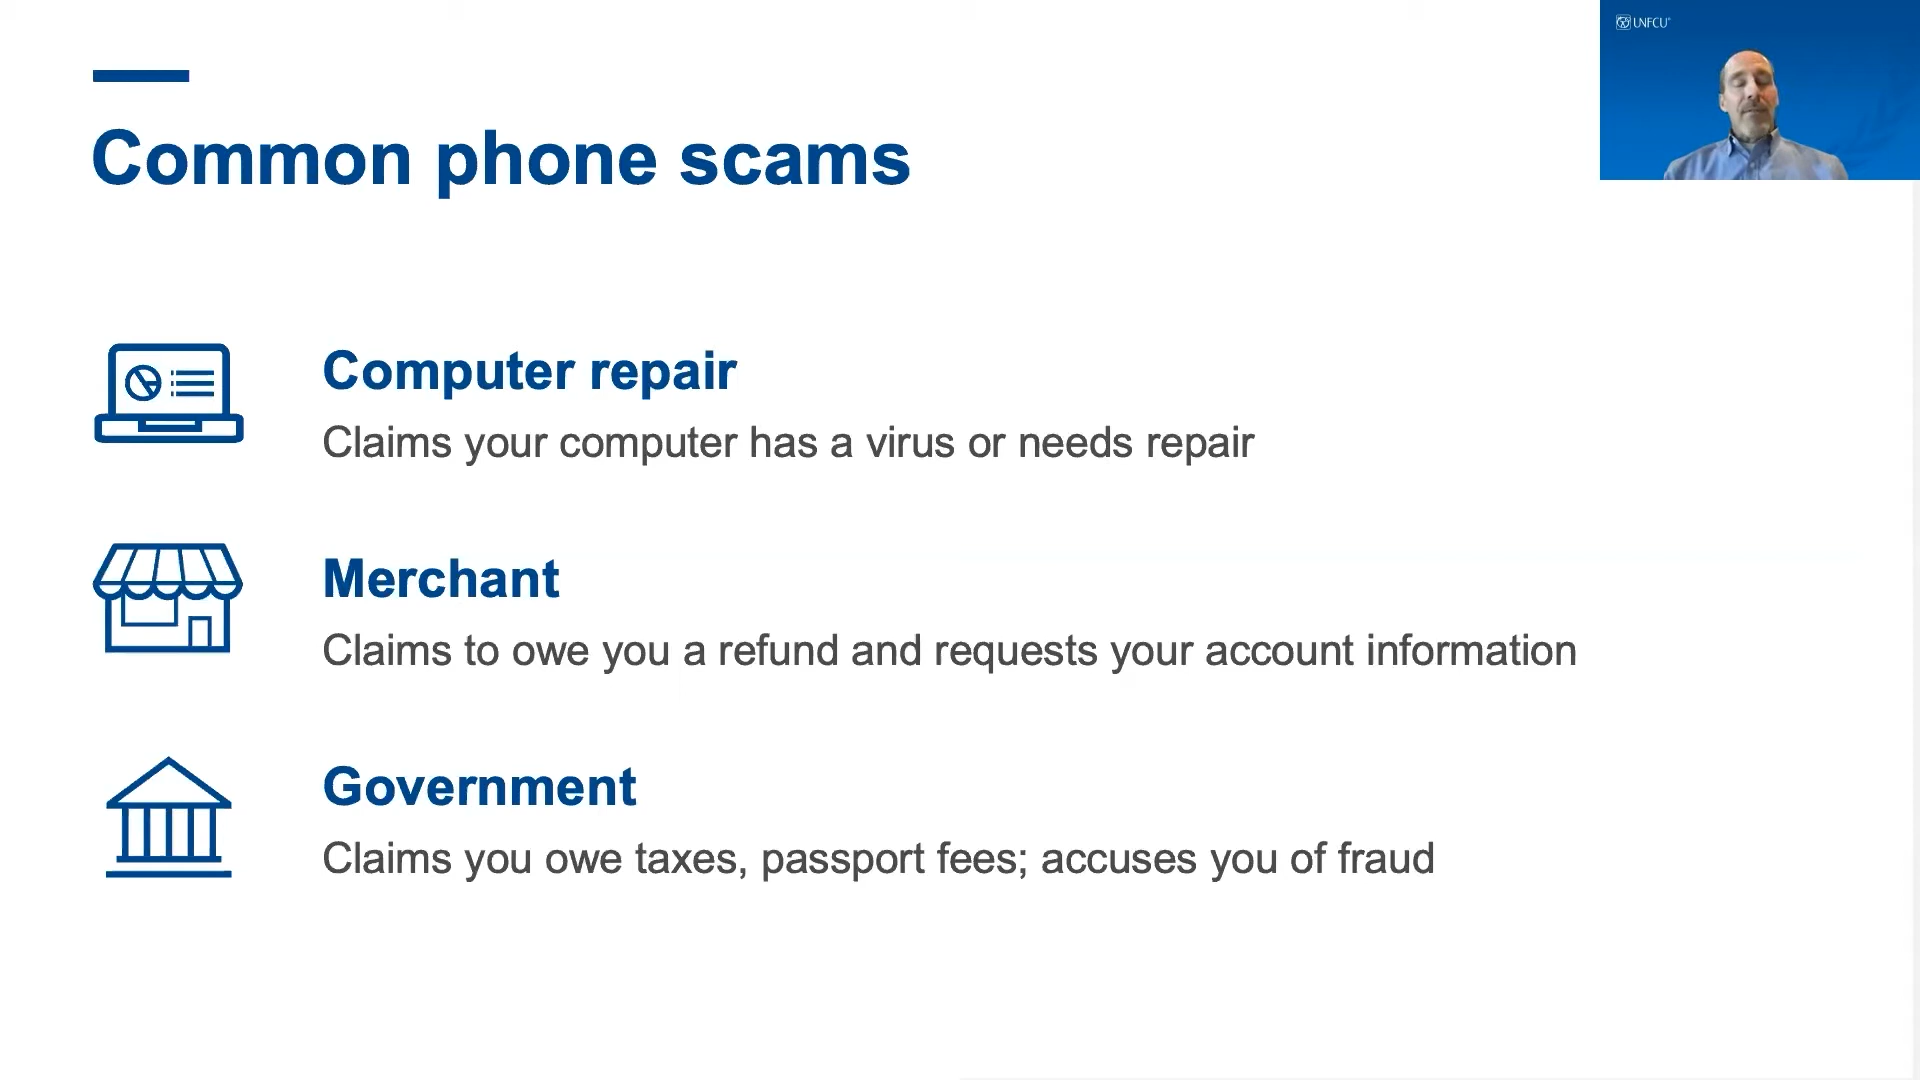 UNFCU
Common phone scams
Computer repair
Claims your computer has a virus or needs repair
Merchant
Claims to owe you a refund and requests your account information
Government
Claims you owe taxes, passport fees; accuses you of fraud